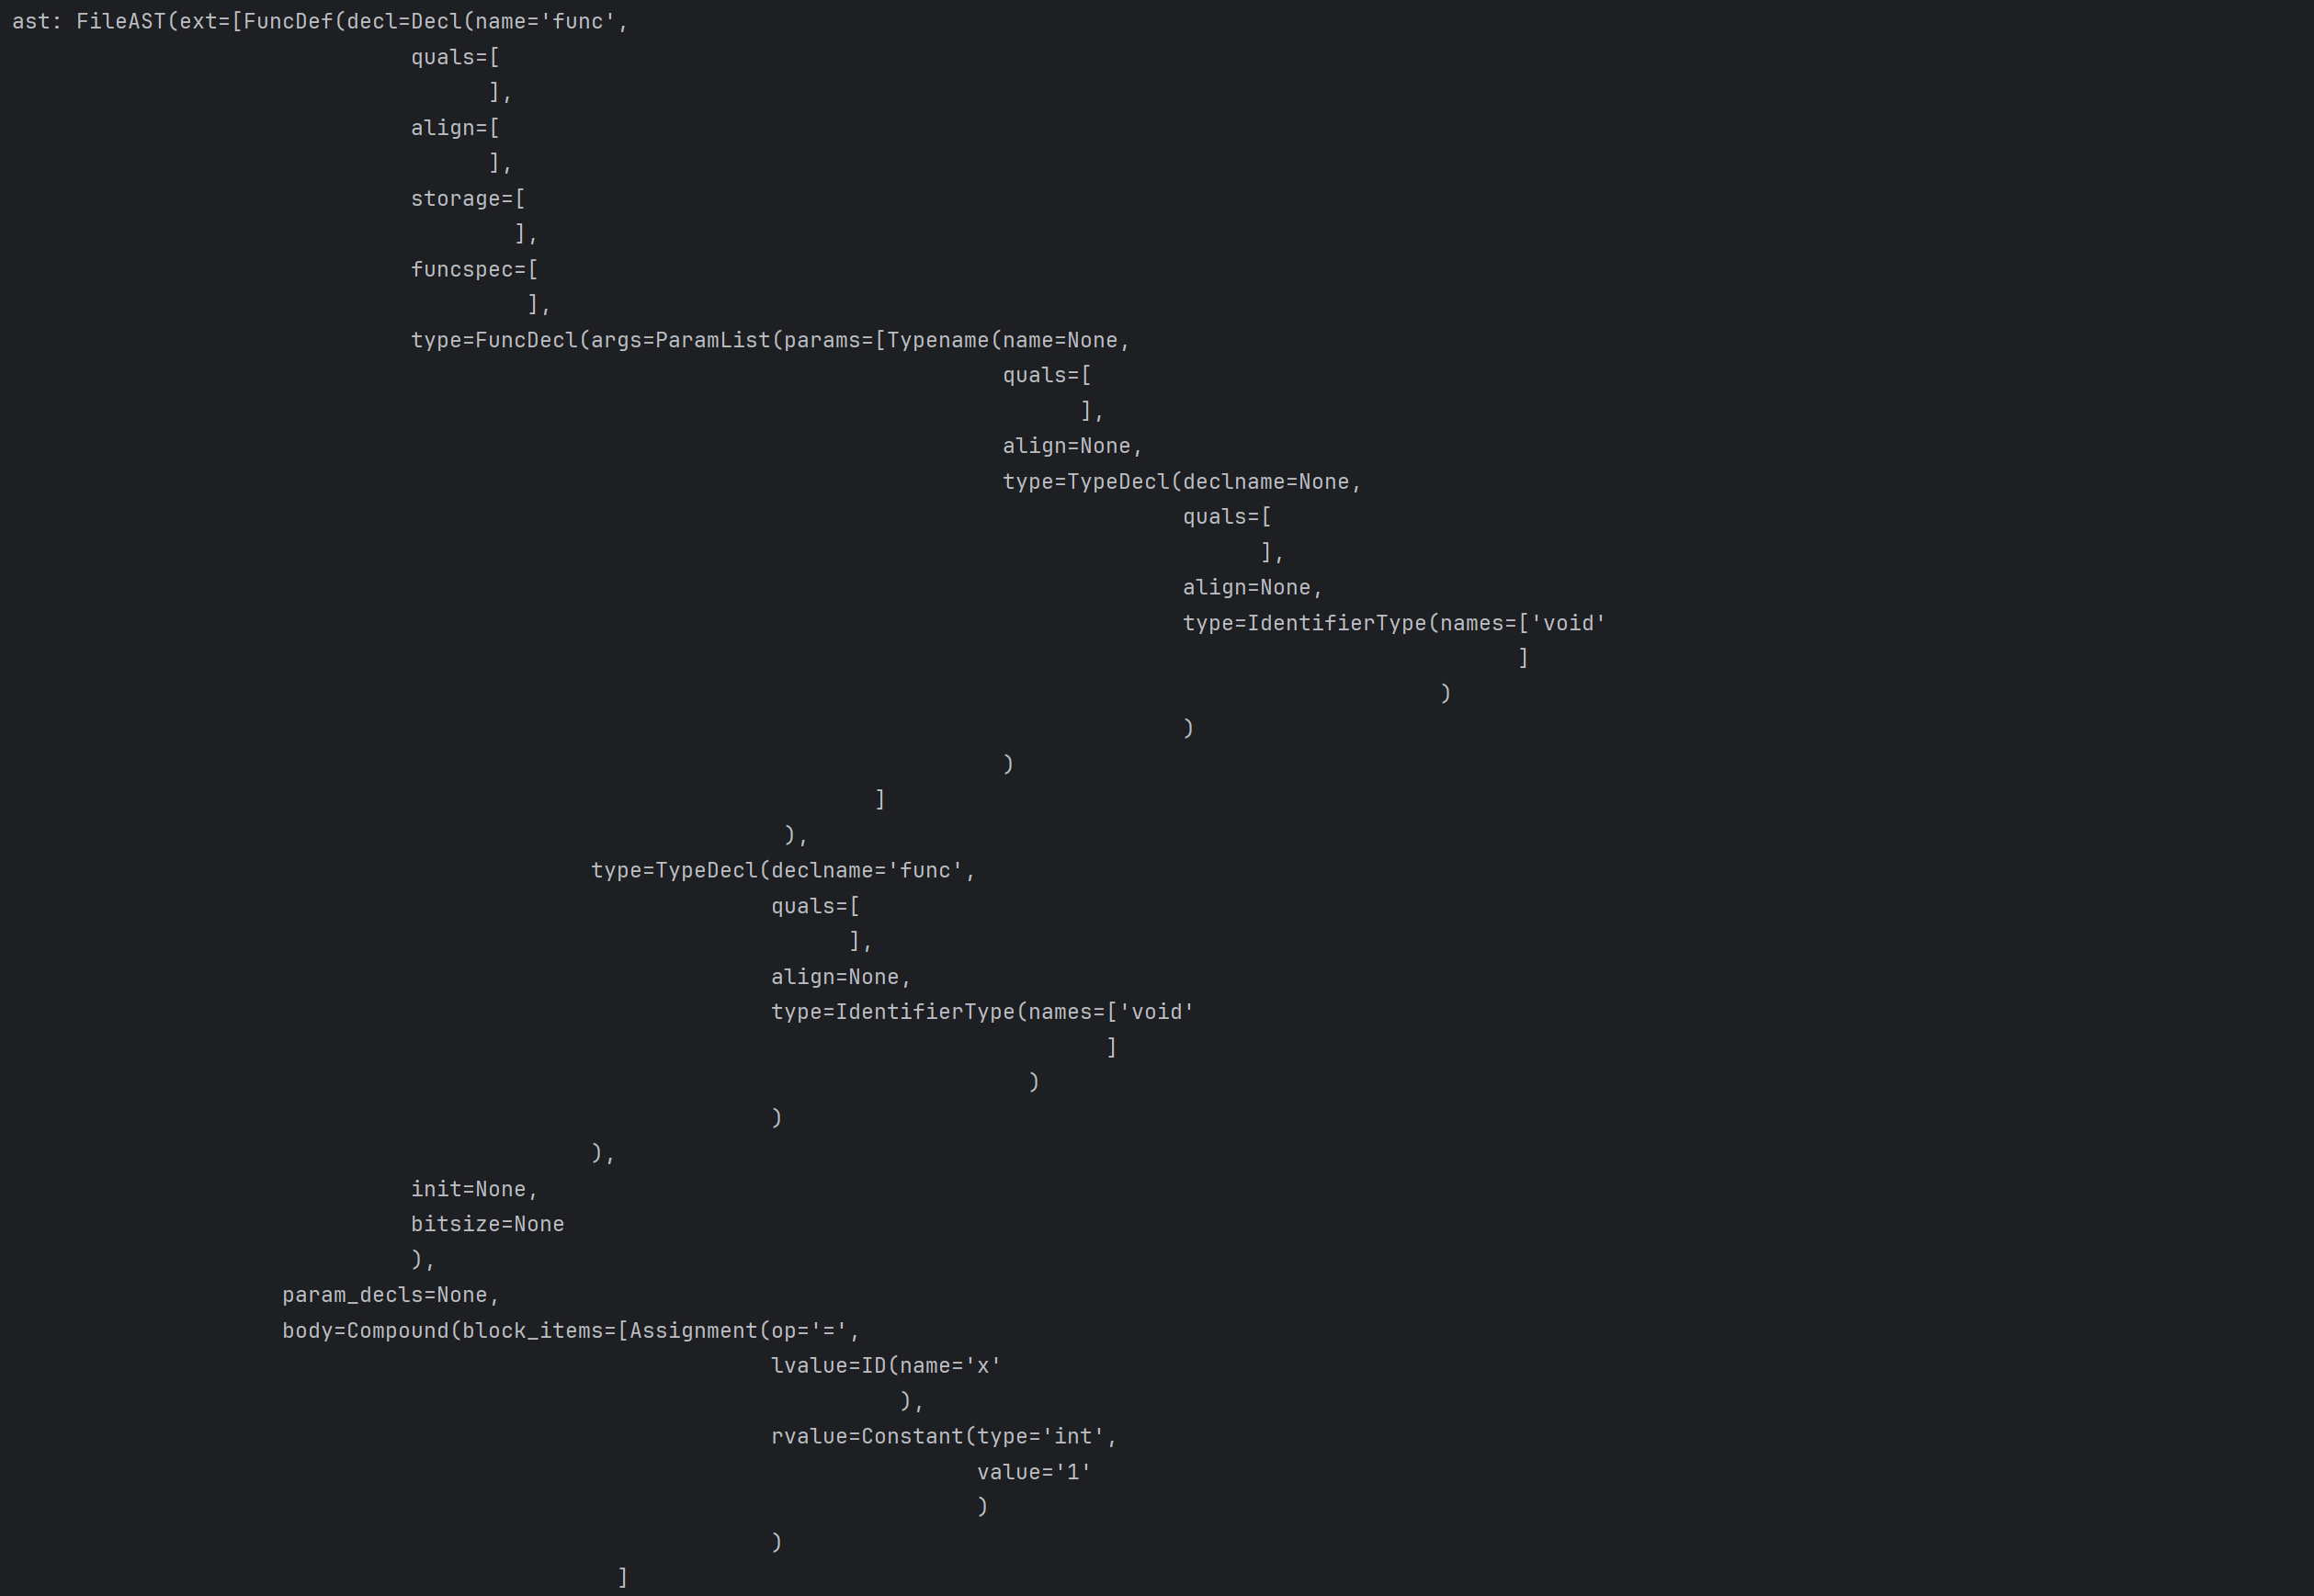 ast: FileAST(ext=[FuncDef(decl=Decl(name='func',
                               quals=[
                                     ],
                               align=[
                                     ],
                               storage=[
                                       ],
                               funcspec=[
                                        ],
                               type=FuncDecl(args=ParamList(params=[Typename(name=None,
                                                                             quals=[
                                                                                   ],
                                                                             align=None,
                                                                             type=TypeDecl(declname=None,
                                                                                           quals=[
                                                                                                 ],
                                                                                           align=None,
                                                                                           type=IdentifierType(names=['void'
                                                                                                                     ]
                                                                                                               )
                                                                                           )
                                                                             )
                                                                   ]
                                                            ),
                                             type=TypeDecl(declname='func',
                                                           quals=[
                                                                 ],
                                                           align=None,
                                                           type=IdentifierType(names=['void'
                                                                                     ]
                                                                               )
                                                           )
                                             ),
                               init=None,
                               bitsize=None
                               ),
                     param_decls=None,
                     body=Compound(block_items=[Assignment(op='=',
                                                           lvalue=ID(name='x'
                                                                     ),
                                                           rvalue=Constant(type='int',
                                                                           value='1'
                                                                           )
                                                           )
                                               ]